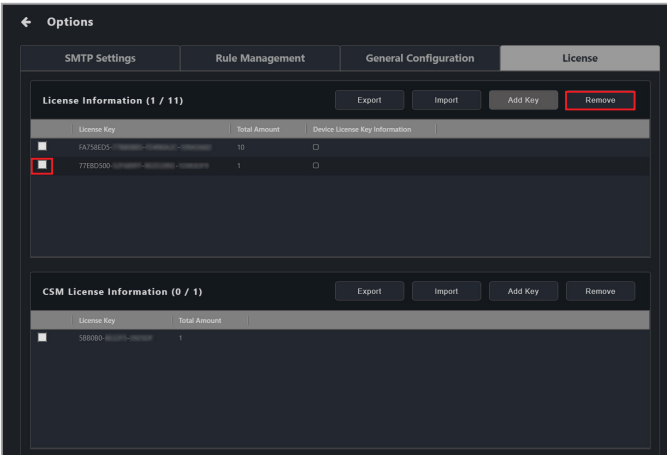 Options
SMTP Settings Rule Management General Configuration License
License Information (1 / 11) Export Import Add Key Remove
License Key Total Amount Device License Key Information
FA758ED5- 10
77EBD500- 1
CSM License Information (0 / 1) Export Import Add Key Remove
License Key Total Amount
5BB0B0- 1